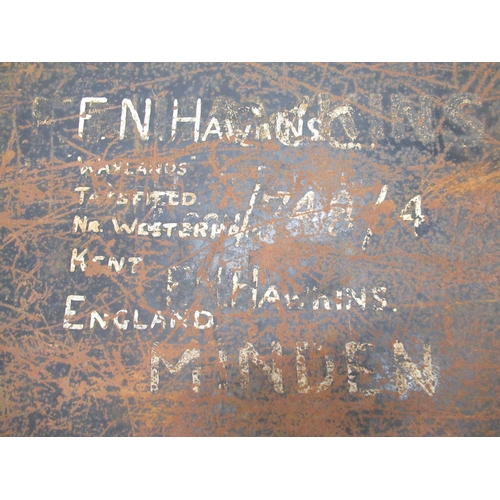 F.N. HAWKINS
"WAYLANDS"
TATSFIELD
NR. WESTERHAM
KENT
F.N. HAWKINS.
ENGLAND
MINDEN